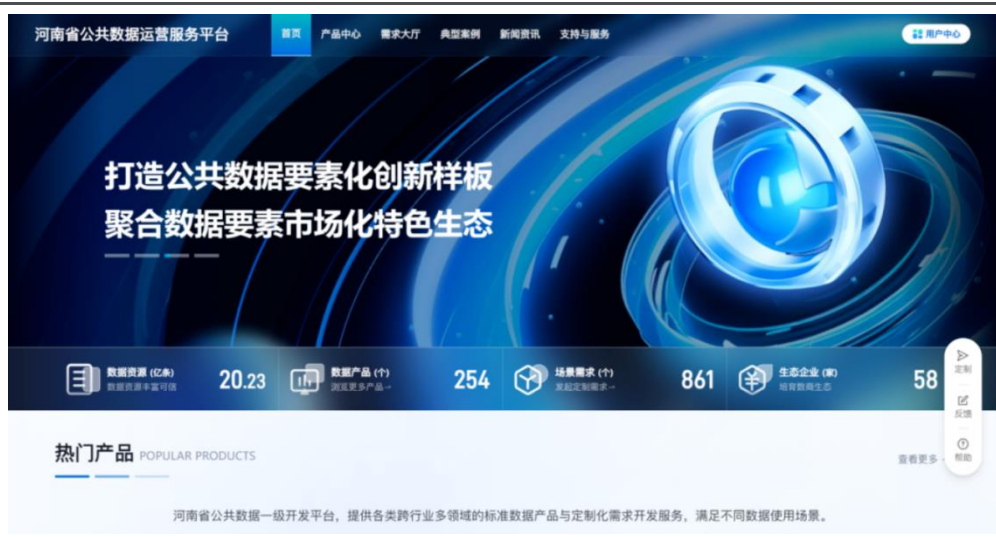 河南省公共数据运营服务平台 首页 产品中心 需求大厅 典型案例 新闻资讯 支持与服务 用户中心
打造公共数据要素化创新样板
聚合数据要素市场化特色生态
数据资源 (亿条) 20.23 数据产品 (个) 254 场景需求 (个) 861 生态企业 (家) 58
数据资源丰富可信 浏览更多产品→ 发起定制需求→ 培育数商生态
定制
反馈
帮助
热门产品 POPULAR PRODUCTS 查看更多
河南省公共数据一级开发平台，提供各类跨行业多领域的标准数据产品与定制化需求开发服务，满足不同数据使用场景。